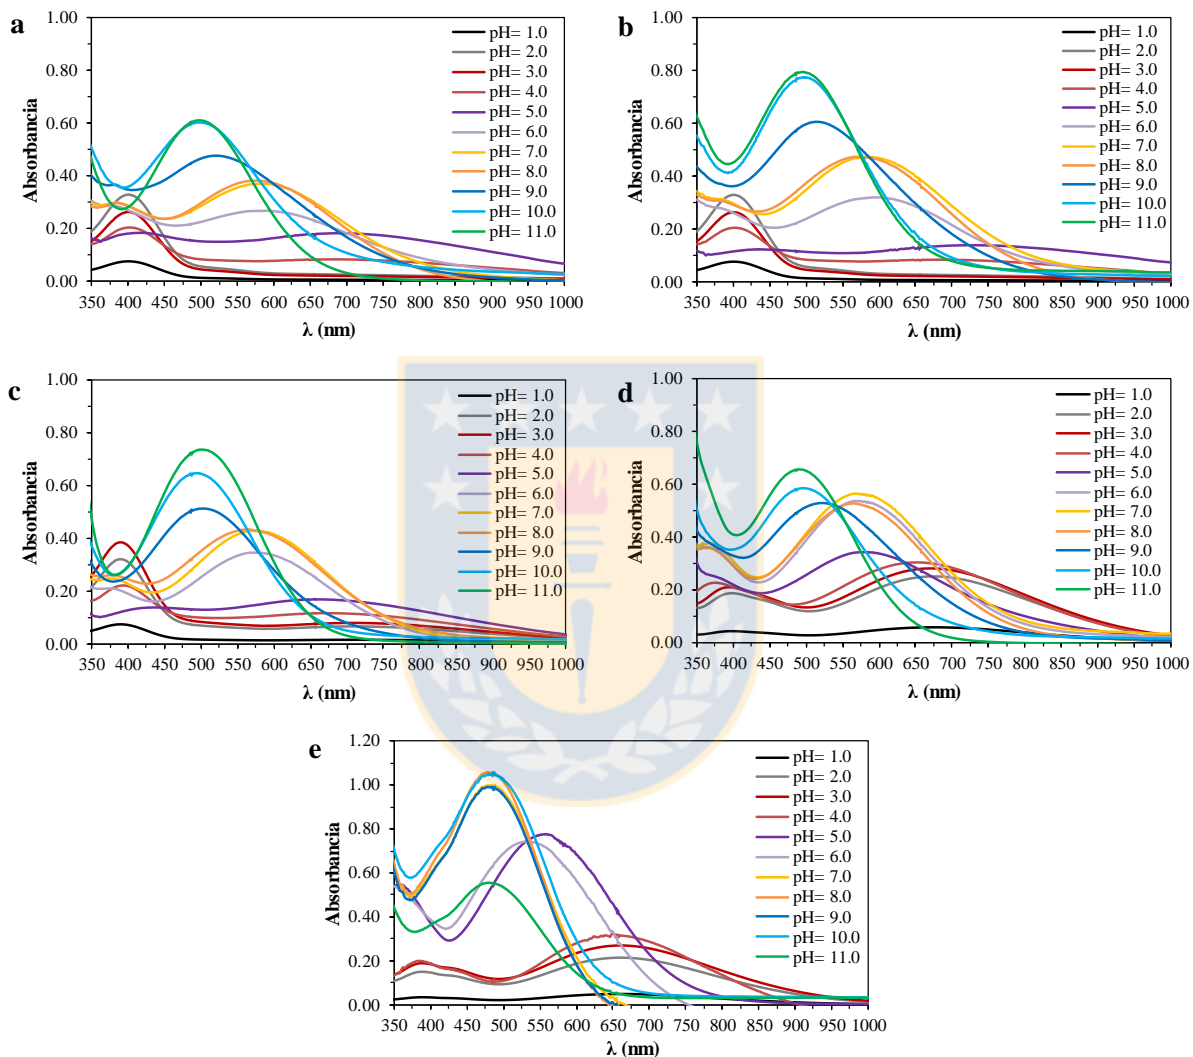 a
1.00
0.80
0.60
0.40
0.20
0.00
Absorbancia
350 400 450 500 550 600 650 700 750 800 850 900 950 1000
λ (nm)
pH= 1.0
pH= 2.0
pH= 3.0
pH= 4.0
pH= 5.0
pH= 6.0
pH= 7.0
pH= 8.0
pH= 9.0
pH= 10.0
pH= 11.0
b
1.00
0.80
0.60
0.40
0.20
0.00
Absorbancia
350 400 450 500 550 600 650 700 750 800 850 900 950 1000
λ (nm)
pH= 1.0
pH= 2.0
pH= 3.0
pH= 4.0
pH= 5.0
pH= 6.0
pH= 7.0
pH= 8.0
pH= 9.0
pH= 10.0
pH= 11.0
c
1.00
0.80
0.60
0.40
0.20
0.00
Absorbancia
350 400 450 500 550 600 650 700 750 800 850 900 950 1000
λ (nm)
pH= 1.0
pH= 2.0
pH= 3.0
pH= 4.0
pH= 5.0
pH= 6.0
pH= 7.0
pH= 8.0
pH= 9.0
pH= 10.0
pH= 11.0
d
1.00
0.80
0.60
0.40
0.20
0.00
Absorbancia
350 400 450 500 550 600 650 700 750 800 850 900 950 1000
λ (nm)
pH= 1.0
pH= 2.0
pH= 3.0
pH= 4.0
pH= 5.0
pH= 6.0
pH= 7.0
pH= 8.0
pH= 9.0
pH= 10.0
pH= 11.0
e
1.20
1.00
0.80
0.60
0.40
0.20
0.00
Absorbancia
350 400 450 500 550 600 650 700 750 800 850 900 950 1000
λ (nm)
pH= 1.0
pH= 2.0
pH= 3.0
pH= 4.0
pH= 5.0
pH= 6.0
pH= 7.0
pH= 8.0
pH= 9.0
pH= 10.0
pH= 11.0